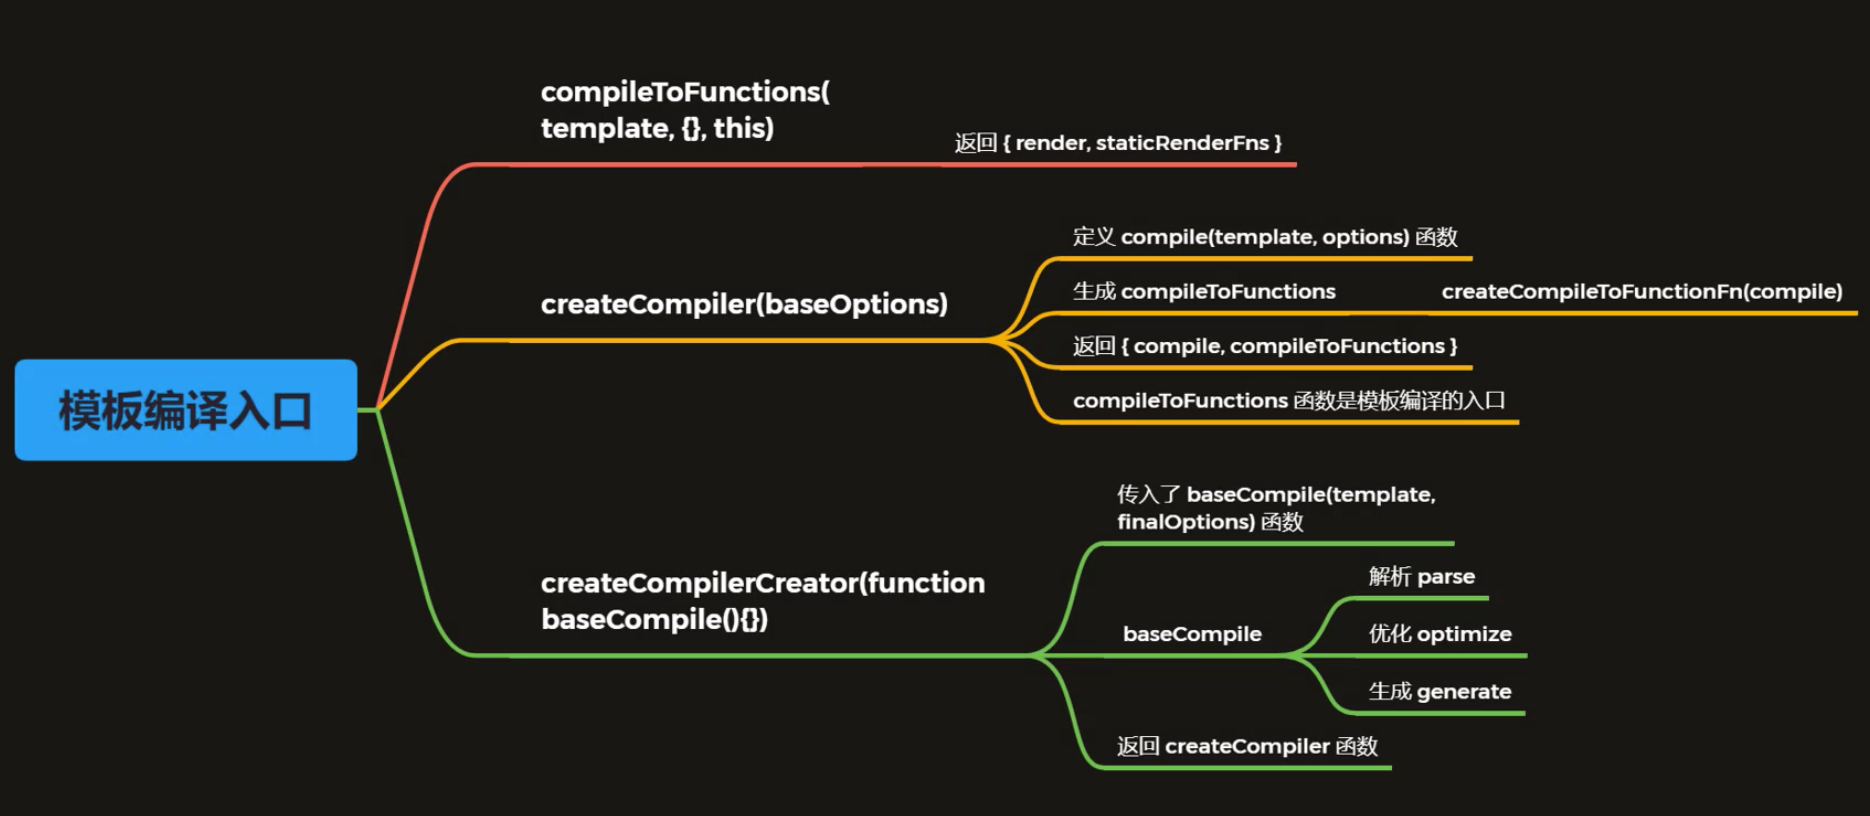 模板编译入口
compileToFunctions(
template, {}, this)
返回 { render, staticRenderFns }
createCompiler(baseOptions)
定义 compile(template, options) 函数
生成 compileToFunctions
createCompileToFunctionFn(compile)
返回 { compile, compileToFunctions }
compileToFunctions 函数是模板编译的入口
createCompilerCreator(function
baseCompile(){})
传入了 baseCompile(template,
finalOptions) 函数
baseCompile
解析 parse
优化 optimize
生成 generate
返回 createCompiler 函数